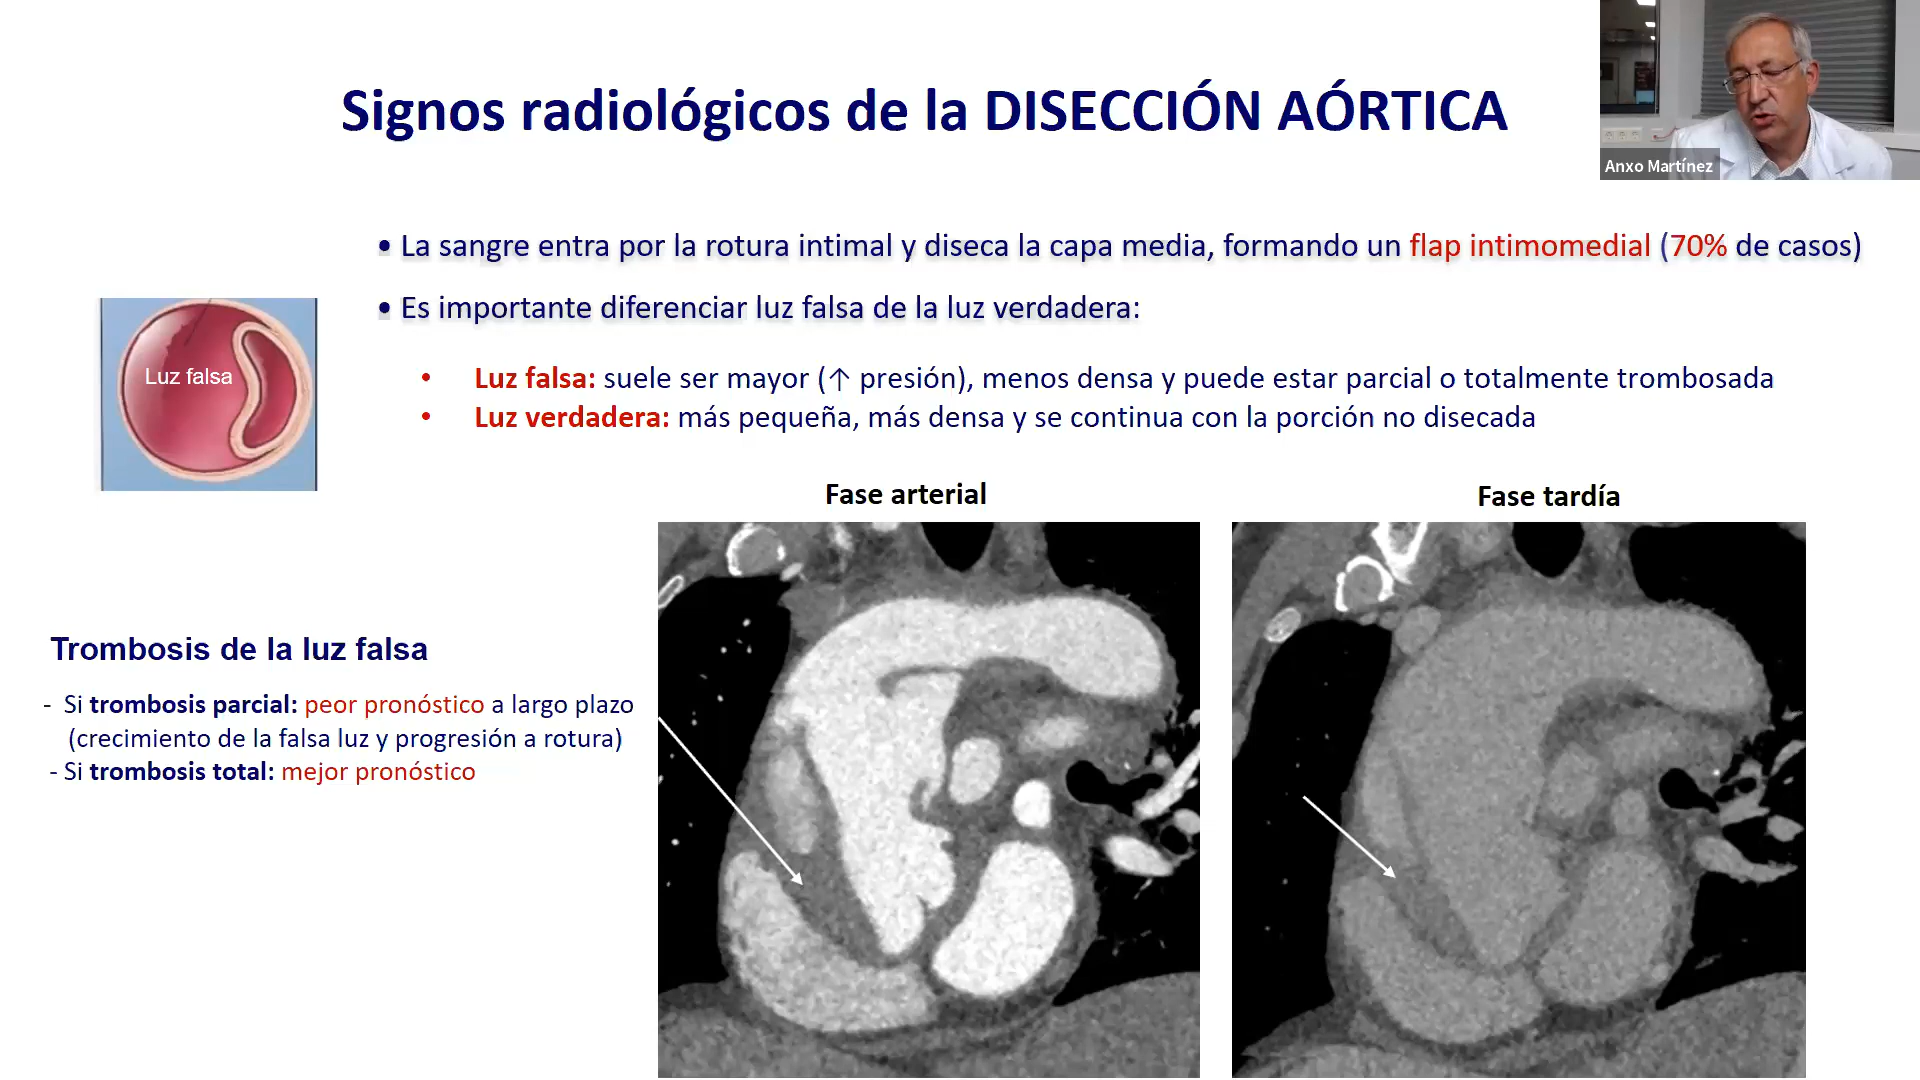 Signos radiológicos de la DISECCIÓN AÓRTICA
Anxo Martínez
• La sangre entra por la rotura intimal y diseca la capa media, formando un flap intimomedial (70% de casos)
• Es importante diferenciar luz falsa de la luz verdadera:
Luz falsa
• Luz falsa: suele ser mayor (↑ presión), menos densa y puede estar parcial o totalmente trombosada
• Luz verdadera: más pequeña, más densa y se continua con la porción no disecada
Fase arterial
Fase tardía
Trombosis de la luz falsa
- Si trombosis parcial: peor pronóstico a largo plazo
(crecimiento de la falsa luz y progresión a rotura)
- Si trombosis total: mejor pronóstico